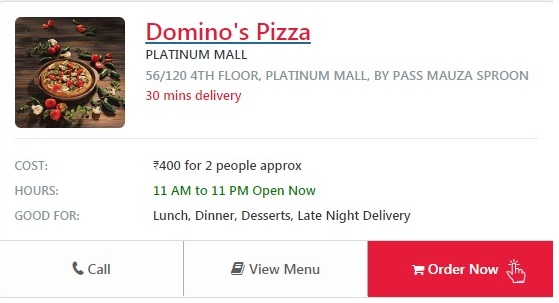 Domino's Pizza
PLATINUM MALL
56/120 4TH FLOOR, PLATINUM MALL, BY PASS MAUZA SPROON
30 mins delivery
COST: ₹400 for 2 people approx
HOURS: 11 AM to 11 PM Open Now
GOOD FOR: Lunch, Dinner, Desserts, Late Night Delivery
Call View Menu Order Now